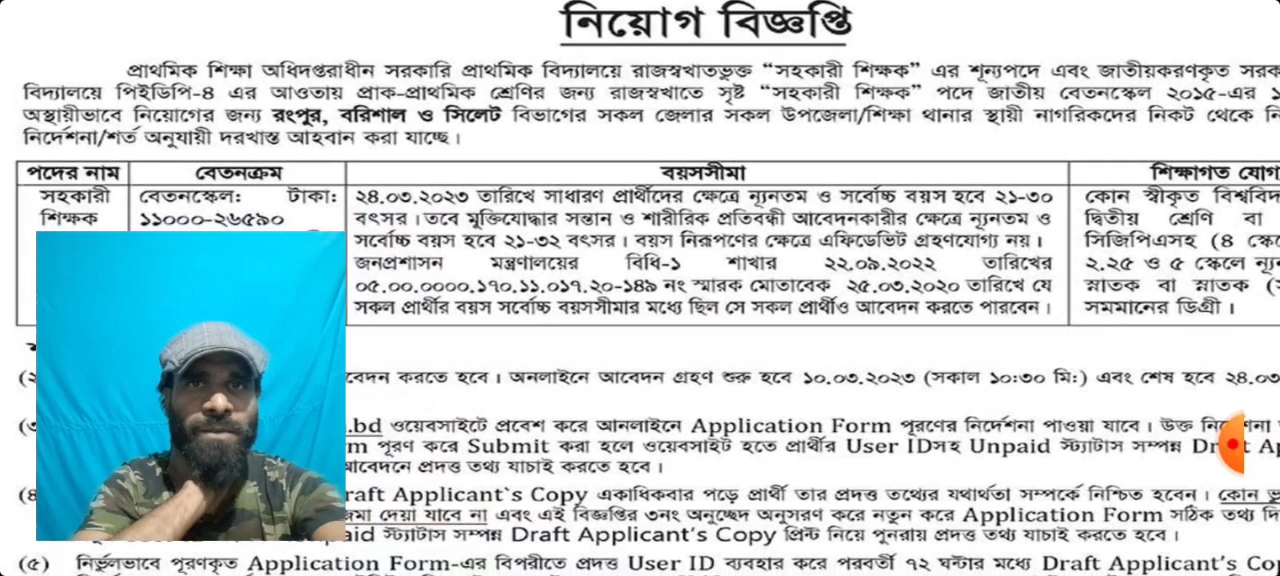 নিয়োগ বিজ্ঞপ্তি
প্রাথমিক শিক্ষা অধিদপ্তরাধীন সরকারি প্রাথমিক বিদ্যালয়ে রাজস্বখাতভুক্ত “সহকারী শিক্ষক” এর শূন্যপদে এবং জাতীয়করণকৃত
বিদ্যালয়ে পিইডিপি-৪ এর আওতায় প্রাক-প্রাথমিক শ্রেণির জন্য রাজস্বখাতে সৃষ্ট “সহকারী শিক্ষক” পদে জাতীয় বেতনস্কেল ২০১৫-এর
অস্থায়ীভাবে নিয়োগের জন্য রংপুর, বরিশাল ও সিলেট বিভাগের সকল জেলার সকল উপজেলা/শিক্ষা থানার স্থায়ী নাগরিকদের নিকট থেকে
নির্দেশনা/শর্ত অনুযায়ী দরখাস্ত আহবান করা যাচ্ছে।
পদের নাম বেতনক্রম বয়সসীমা শিক্ষাগত
সহকারী
শিক্ষক
বেতনস্কেল: টাকা:
১১০০০-২৬৫৯০
২৪.০৩.২০২৩ তারিখে সাধারণ প্রার্থীদের ক্ষেত্রে ন্যূনতম ও সর্বোচ্চ বয়স হবে ২১-৩০
বৎসর। তবে মুক্তিযোদ্ধার সন্তান ও শারীরিক প্রতিবন্ধী আবেদনকারীর ক্ষেত্রে ন্যূনতম ও
সর্বোচ্চ বয়স হবে ২১-৩২ বৎসর। বয়স নিরূপণের ক্ষেত্রে এফিডেভিট গ্রহণযোগ্য নয়।
জনপ্রশাসন মন্ত্রণালয়ের বিধি-১ শাখার ২২.০৯.২০২২ তারিখের
০৫.০০.০০০০.১৭০.১১.০১৭.২০-১৪৯ নং স্মারক মোতাবেক ২৫.০৩.২০২০ তারিখে যে
সকল প্রার্থীর বয়স সর্বোচ্চ বয়সসীমার মধ্যে ছিল সে সকল প্রার্থীও আবেদন করতে পারবেন।
কোন স্বীকৃত
দ্বিতীয় শ্রেণি বা
সিজিপিএসহ (৪
২.২৫ ও ৫ স্কেলে
স্নাতক বা স্নাতক
সমমানের ডিগ্রী।
করতে হবে। অনলাইনে আবেদন গ্রহণ শুরু হবে ১০.০৩.২০২৩ (সকাল ১০:৩০ মি:) এবং শেষ হবে ২৪.০৩
.bd ওয়েবসাইটে প্রবেশ করে আনলাইনে Application Form পূরণের নির্দেশনা পাওয়া যাবে। উক্ত
পূরণ করে Submit করা হলে ওয়েবসাইট হতে প্রার্থীর User IDসহ Unpaid স্ট্যাটাস সম্পন্ন
আবেদনে প্রদত্ত তথ্য যাচাই করতে হবে।
(৪ raft Applicant`s Copy একাধিকবার পড়ে প্রার্থী তার প্রদত্ত তথ্যের যথার্থতা সম্পর্কে নিশ্চিত হবেন। কোন
দেয়া যাবে না এবং এই বিজ্ঞপ্তির ৩নং অনুচ্ছেদ অনুসরণ করে নতুন করে Application Form সঠিক তথ্য
স্ট্যাটাস সম্পন্ন Draft Applicant's Copy প্রিন্ট নিয়ে পুনরায় প্রদত্ত তথ্য যাচাই করতে হবে।
(৫) নির্ভুলভাবে পূরণকৃত Application Form-এর বিপরীতে প্রদত্ত User ID ব্যবহার করে পরবর্তী ৭২ ঘন্টার মধ্যে Draft Applicant's